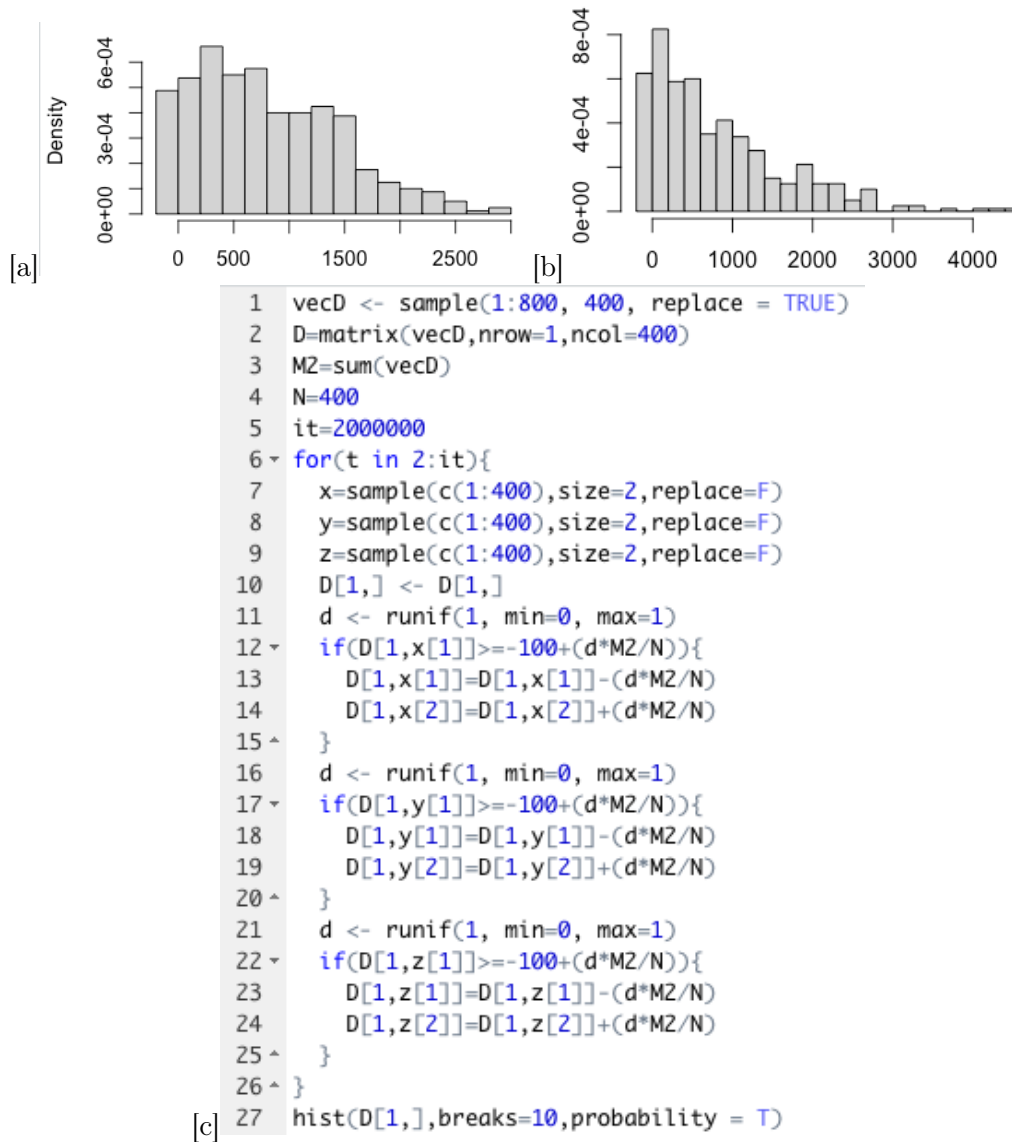 Density
0e+00 3e-04 6e-04
0 500 1500 2500
[a]
0e+00 4e-04 8e-04
0 1000 2000 3000 4000
[b]
1 vecD <- sample(1:800, 400, replace = TRUE)
2 D=matrix(vecD,nrow=1,ncol=400)
3 M2=sum(vecD)
4 N=400
5 it=2000000
6 for(t in 2:it){
7 x=sample(c(1:400),size=2,replace=F)
8 y=sample(c(1:400),size=2,replace=F)
9 z=sample(c(1:400),size=2,replace=F)
10 D[1,] <- D[1,]
11 d <- runif(1, min=0, max=1)
12 if(D[1,x[1]]>=-100+(d*M2/N)){
13 D[1,x[1]]=D[1,x[1]]-(d*M2/N)
14 D[1,x[2]]=D[1,x[2]]+(d*M2/N)
15 }
16 d <- runif(1, min=0, max=1)
17 if(D[1,y[1]]>=-100+(d*M2/N)){
18 D[1,y[1]]=D[1,y[1]]-(d*M2/N)
19 D[1,y[2]]=D[1,y[2]]+(d*M2/N)
20 }
21 d <- runif(1, min=0, max=1)
22 if(D[1,z[1]]>=-100+(d*M2/N)){
23 D[1,z[1]]=D[1,z[1]]-(d*M2/N)
24 D[1,z[2]]=D[1,z[2]]+(d*M2/N)
25 }
26 }
[c] 27 hist(D[1,],breaks=10,probability = T)